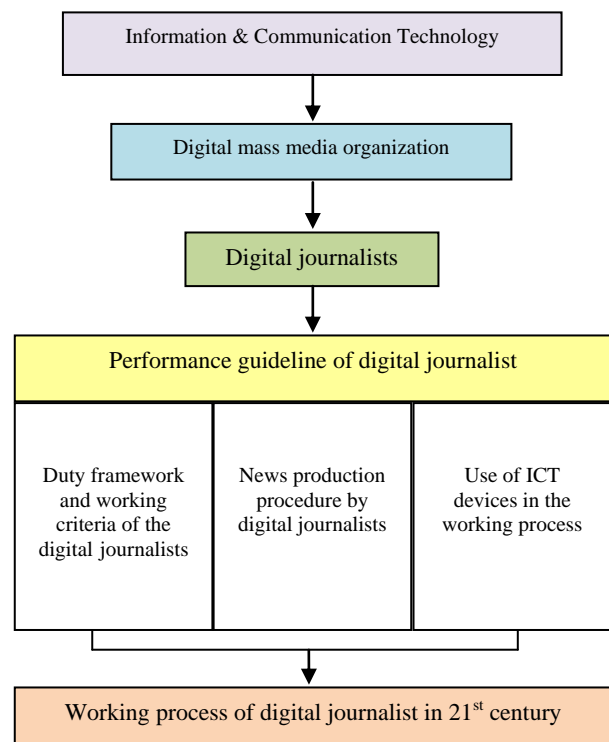 Information & Communication Technology
Digital mass media organization
Digital journalists
Performance guideline of digital journalist
Duty framework
and working
criteria of the
digital journalists
News production
procedure by
digital journalists
Use of ICT
devices in the
working process
Working process of digital journalist in 21st century